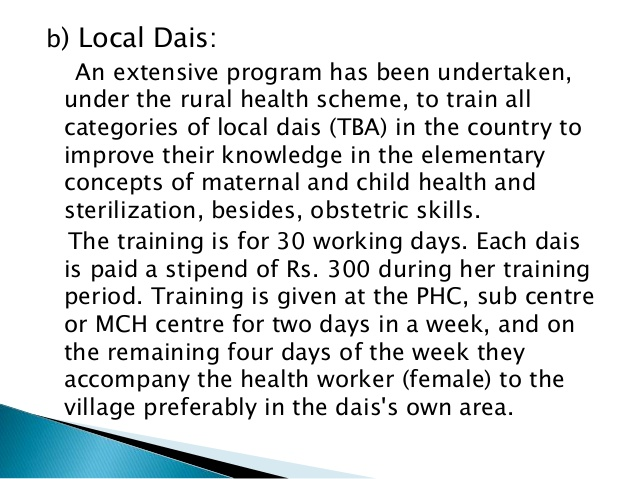 b) Local Dais:
An extensive program has been undertaken,
under the rural health scheme, to train all
categories of local dais (TBA) in the country to
improve their knowledge in the elementary
concepts of maternal and child health and
sterilization, besides, obstetric skills.
The training is for 30 working days. Each dais
is paid a stipend of Rs. 300 during her training
period. Training is given at the PHC, sub centre
or MCH centre for two days in a week, and on
the remaining four days of the week they
accompany the health worker (female) to the
village preferably in the dais's own area.